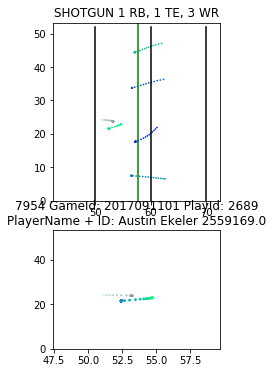 SHOTGUN 1 RB, 1 TE, 3 WR
50
40
30
20
10
0
50 60 70
7954 GameId: 2017091101 PlayId: 2689
PlayerName + ID: Austin Ekeler 2559169.0
40
20
0
47.5 50.0 52.5 55.0 57.5